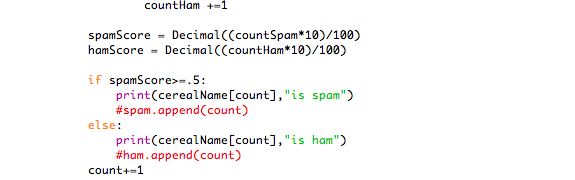 countHam +=1
spamScore = Decimal((countSpam*10)/100)
hamScore = Decimal((countHam*10)/100)
if spamScore>=.5:
print(cerealName[count],"is spam")
#spam.append(count)
else:
print(cerealName[count],"is ham")
#ham.append(count)
count+=1